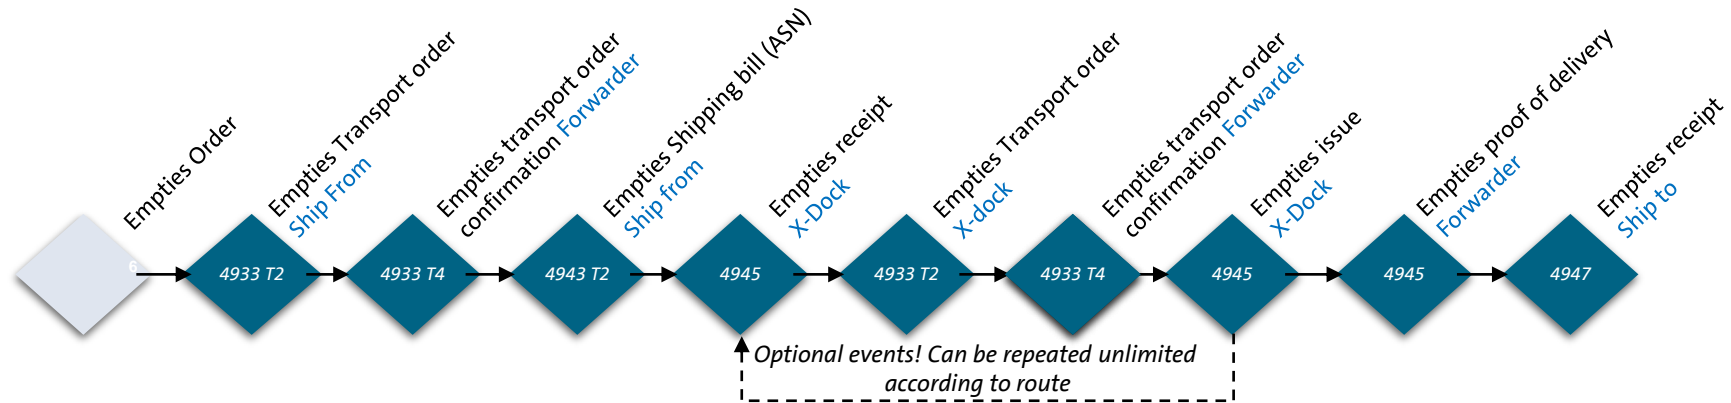 Empties Order
Empties Transport order
Ship From
Empties transport order
confirmation Forwarder
Empties Shipping bill (ASN)
Ship from
Empties receipt
X-Dock
Empties Transport order
X-dock
Empties transport order
confirmation Forwarder
Empties issue
X-Dock
Empties proof of delivery
Forwarder
Empties receipt
Ship to
6
4933 T2
4933 T4
4943 T2
4945
4933 T2
4933 T4
4945
4945
4947
Optional events! Can be repeated unlimited
according to route